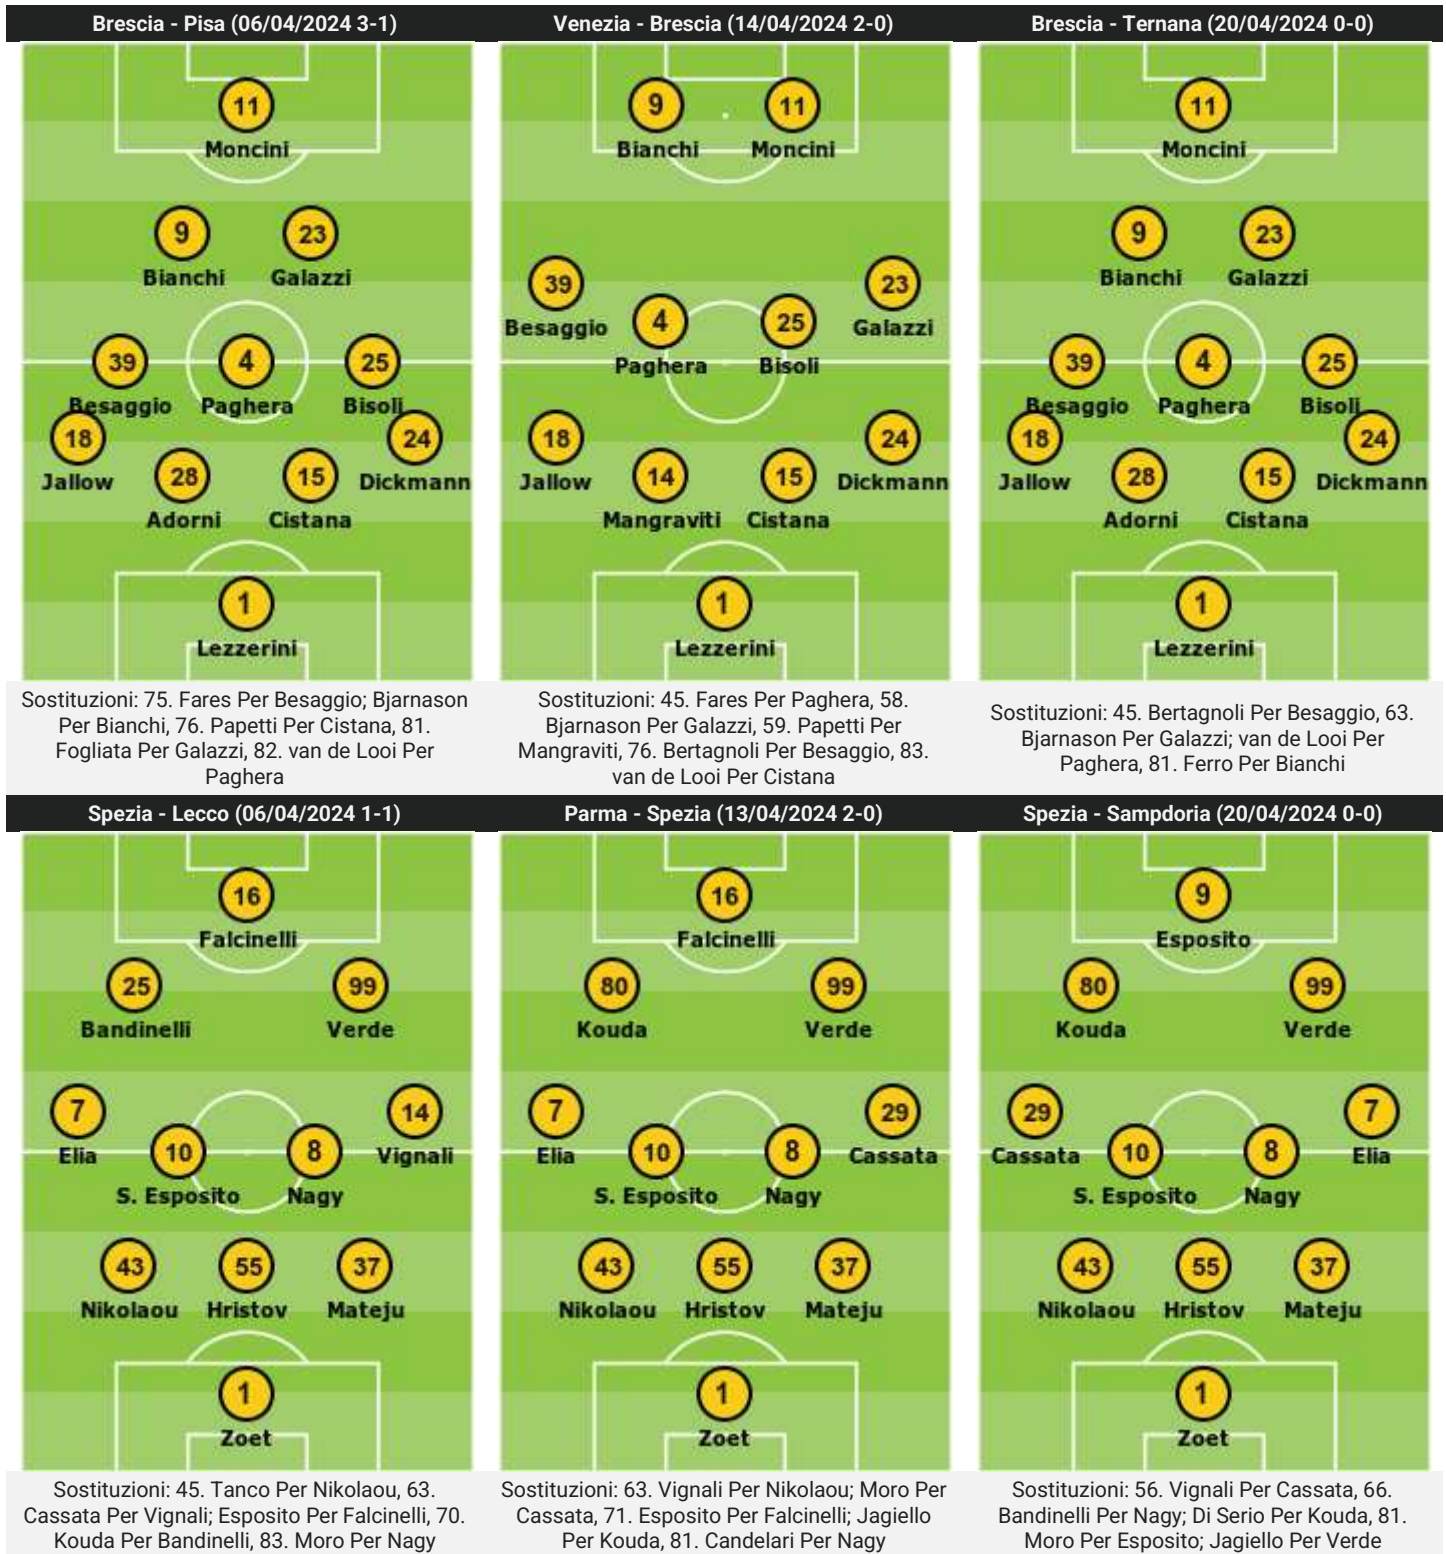 Brescia - Pisa (06/04/2024 3-1)
11
Moncini
9
23
Bianchi
Galazzi
39
4
25
Besaggio
Paghera
Bisoli
18
24
Jallow
Dickmann
28
15
Adorni
Cistana
1
Lezzerini
Sostituzioni: 75. Fares Per Besaggio; Bjarnason
Per Bianchi, 76. Papetti Per Cistana, 81.
Fogliata Per Galazzi, 82. van de Looi Per
Paghera
Venezia - Brescia (14/04/2024 2-0)
9
11
Bianchi
Moncini
39
23
Besaggio
Galazzi
4
25
Paghera
Bisoli
18
24
Jallow
Dickmann
14
15
Mangraviti
Cistana
1
Lezzerini
Sostituzioni: 45. Fares Per Paghera, 58.
Bjarnason Per Galazzi, 59. Papetti Per
Mangraviti, 76. Bertagnoli Per Besaggio, 83.
van de Looi Per Cistana
Brescia - Ternana (20/04/2024 0-0)
11
Moncini
9
23
Bianchi
Galazzi
39
4
25
Besaggio
Paghera
Bisoli
18
24
Jallow
Dickmann
28
15
Adorni
Cistana
1
Lezzerini
Sostituzioni: 45. Bertagnoli Per Besaggio, 63.
Bjarnason Per Galazzi; van de Looi Per
Paghera, 81. Ferro Per Bianchi
Spezia - Lecco (06/04/2024 1-1)
16
Falcinelli
25
99
Bandinelli
Verde
7
14
Elia
Vignali
10
8
S. Esposito
Nagy
43
55
37
Nikolaou
Hristov
Mateju
1
Zoet
Sostituzioni: 45. Tanco Per Nikolaou, 63.
Cassata Per Vignali; Esposito Per Falcinelli, 70.
Kouda Per Bandinelli, 83. Moro Per Nagy
Parma - Spezia (13/04/2024 2-0)
16
Falcinelli
80
99
Kouda
Verde
7
29
Elia
Cassata
10
8
S. Esposito
Nagy
43
55
37
Nikolaou
Hristov
Mateju
1
Zoet
Sostituzioni: 63. Vignali Per Nikolaou; Moro Per
Cassata, 71. Esposito Per Falcinelli; Jagiello
Per Kouda, 81. Candelari Per Nagy
Spezia - Sampdoria (20/04/2024 0-0)
9
Esposito
80
99
Kouda
Verde
29
7
Cassata
Elia
10
8
S. Esposito
Nagy
43
55
37
Nikolaou
Hristov
Mateju
1
Zoet
Sostituzioni: 56. Vignali Per Cassata, 66.
Bandinelli Per Nagy; Di Serio Per Kouda, 81.
Moro Per Esposito; Jagiello Per Verde